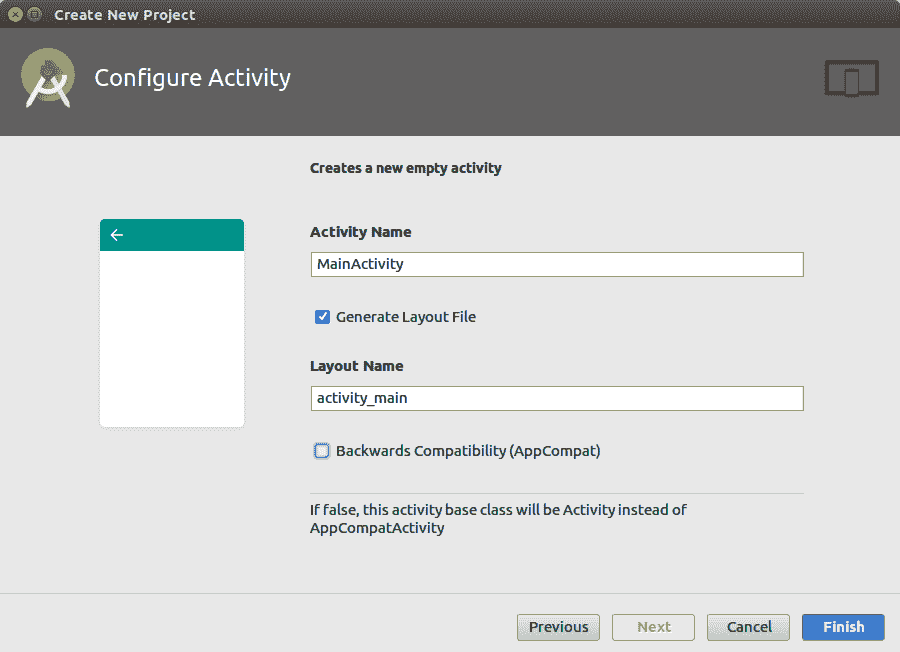 Create New Project
Configure Activity
Creates a new empty activity
Activity Name
MainActivity
Generate Layout File
Layout Name
activity_main
Backwards Compatibility (AppCompat)
If false, this activity base class will be Activity instead of
AppCompatActivity
Previous
Next
Cancel
Finish